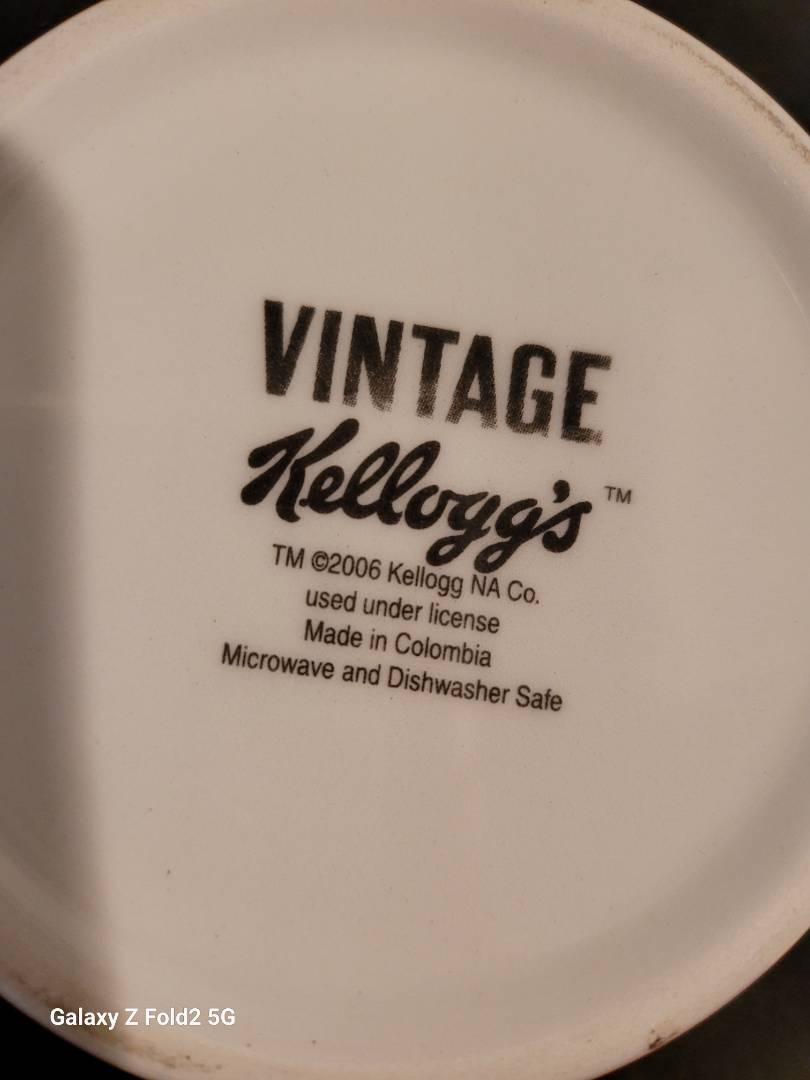 VINTAGE
Kellogg's ™
TM ©2006 Kellogg NA Co.
used under license
Made in Colombia
Microwave and Dishwasher Safe
Galaxy Z Fold2 5G